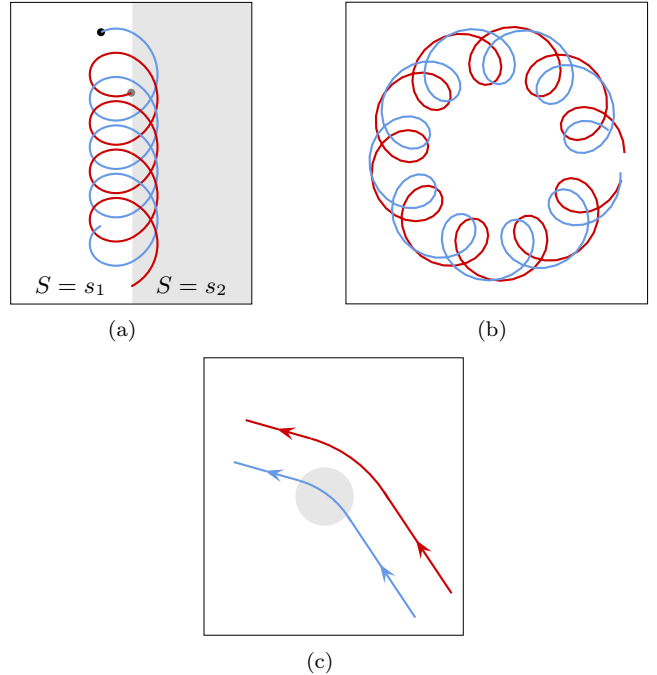 S = s₁ S = s₂
(a)
(b)
(c)